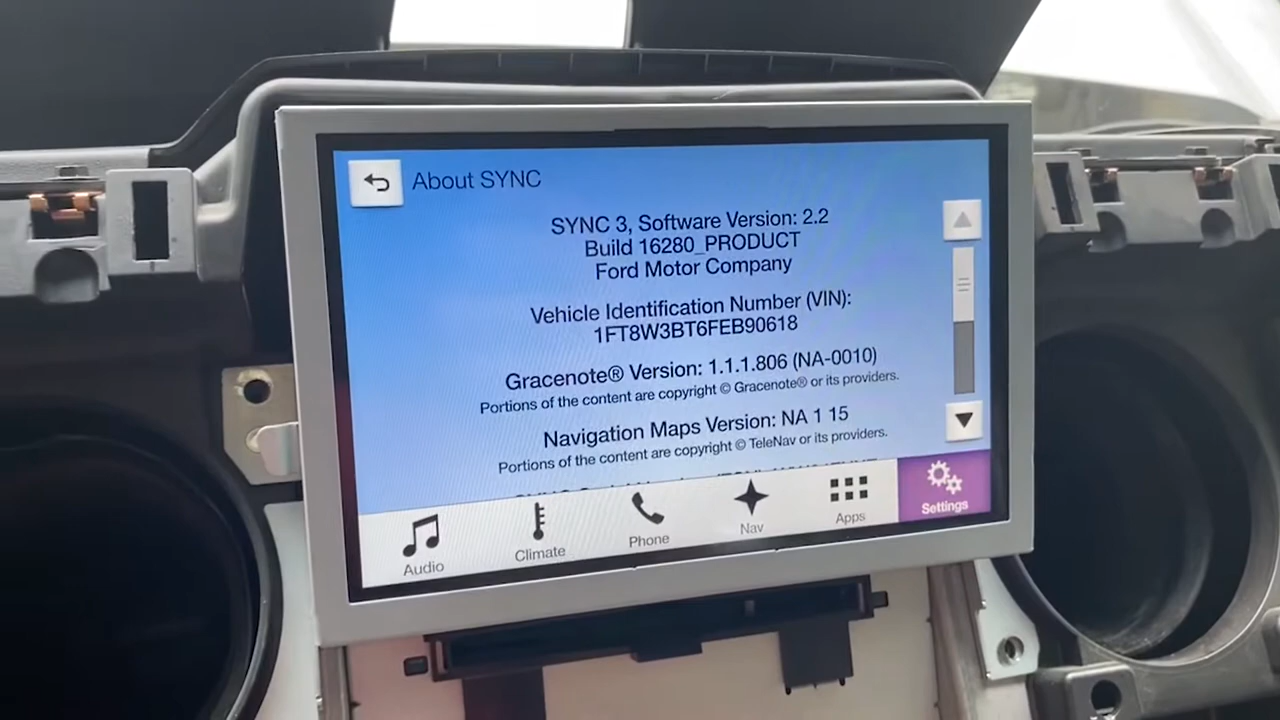 About SYNC
SYNC 3, Software Version: 2.2
Build 16280_PRODUCT
Ford Motor Company
Vehicle Identification Number (VIN):
1FT8W3BT6FEB90618
Gracenote® Version: 1.1.1.806 (NA-0010)
Portions of the content are copyright © Gracenote® or its providers.
Navigation Maps Version: NA 1 15
Portions of the content are copyright © TeleNav or its providers.
Audio
Climate
Phone
Nav
Apps
Settings